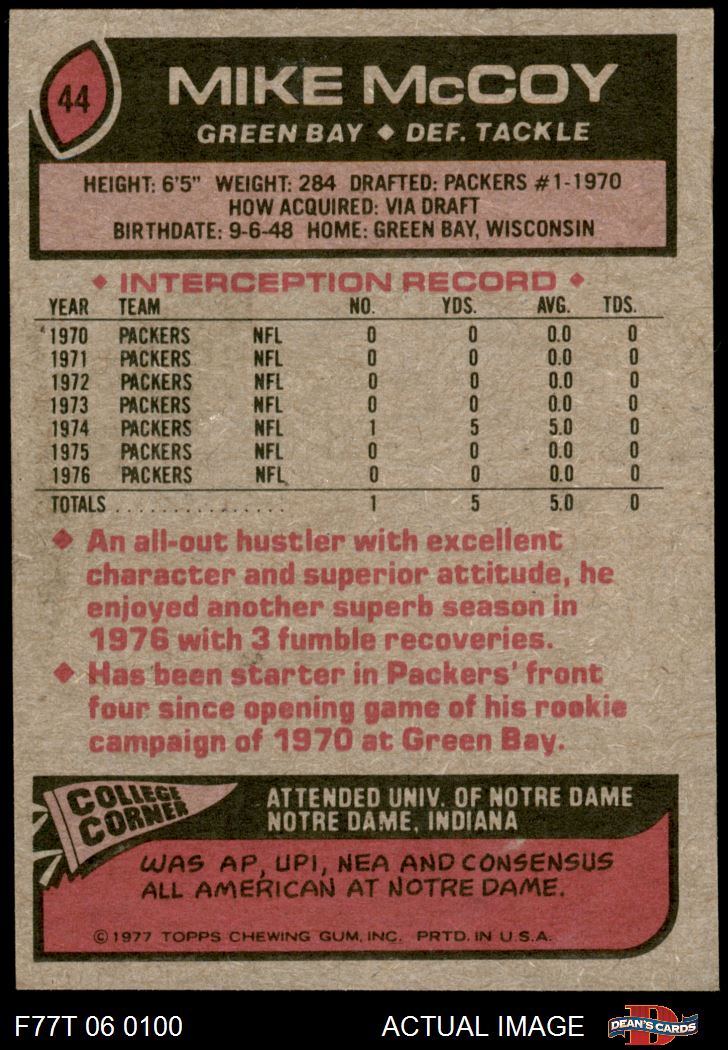 44
MIKE McCOY
GREEN BAY ◆ DEF. TACKLE
HEIGHT: 6'5" WEIGHT: 284 DRAFTED: PACKERS #1-1970
HOW ACQUIRED: VIA DRAFT
BIRTHDATE: 9-6-48 HOME: GREEN BAY, WISCONSIN
◆ INTERCEPTION RECORD ◆
YEAR TEAM NO. YDS. AVG. TDS.
1970 PACKERS NFL 0 0 0.0 0
1971 PACKERS NFL 0 0 0.0 0
1972 PACKERS NFL 0 0 0.0 0
1973 PACKERS NFL 0 0 0.0 0
1974 PACKERS NFL 1 5 5.0 0
1975 PACKERS NFL 0 0 0.0 0
1976 PACKERS NFL 0 0 0.0 0
TOTALS . . . . . . . . . . . . . . . 1 5 5.0 0
◆ An all-out hustler with excellent
character and superior attitude, he
enjoyed another superb season in
1976 with 3 fumble recoveries.
◆ Has been starter in Packers' front
four since opening game of his rookie
campaign of 1970 at Green Bay.
COLLEGE
CORNER
ATTENDED UNIV. OF NOTRE DAME
NOTRE DAME, INDIANA
WAS AP, UPI, NEA AND CONSENSUS
ALL AMERICAN AT NOTRE DAME.
© 1977 TOPPS CHEWING GUM, INC. PRTD. IN U.S.A.
F77T 06 0100 ACTUAL IMAGE
D
DEAN'S CARDS